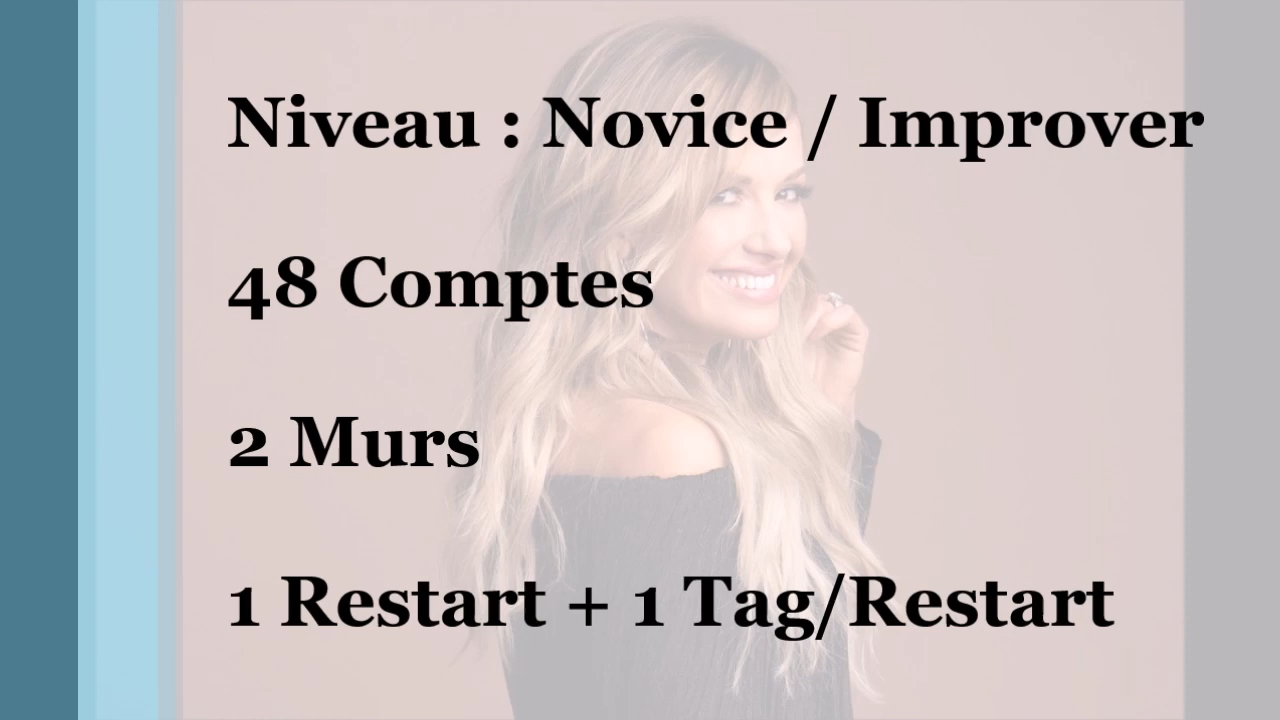 Niveau : Novice / Improver
48 Comptes
2 Murs
1 Restart + 1 Tag/Restart